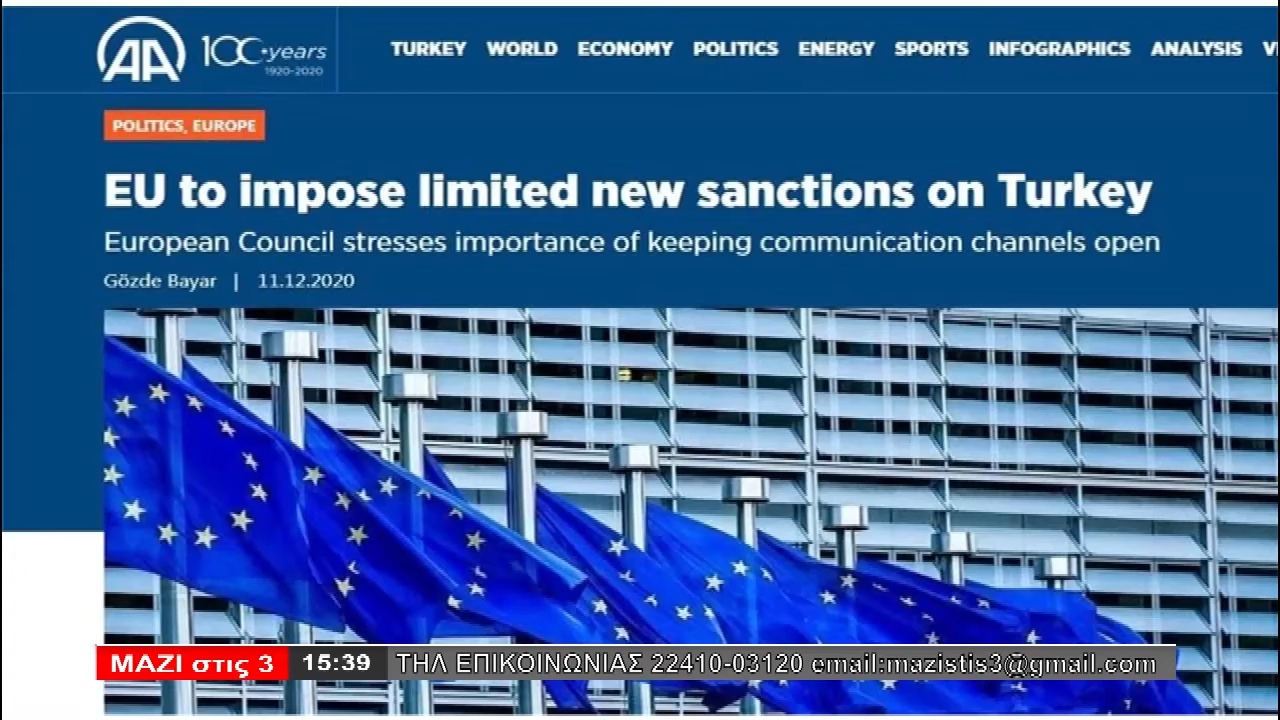 AA 100 years
1920-2020
TURKEY WORLD ECONOMY POLITICS ENERGY SPORTS INFOGRAPHICS ANALYSIS
POLITICS, EUROPE
EU to impose limited new sanctions on Turkey
European Council stresses importance of keeping communication channels open
Gözde Bayar | 11.12.2020
ΜΑΖΙ στις 3 15:39 ΤΗΛ ΕΠΙΚΟΙΝΩΝΙΑΣ 22410-03120 email:mazistis3@gmail.com